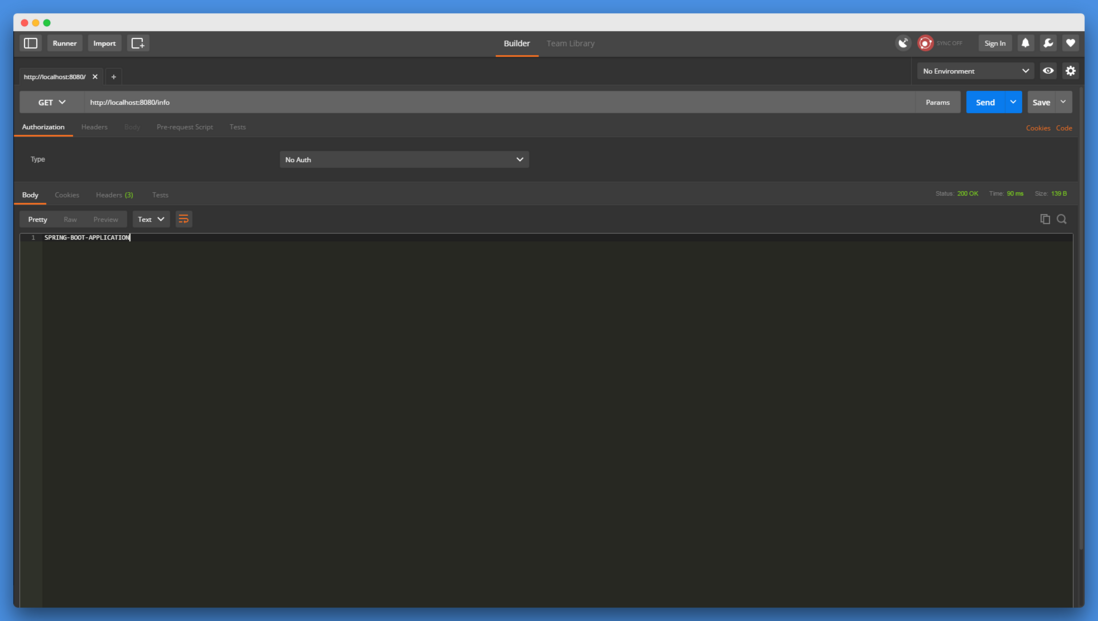 Runner Import Builder Team Library SYNC OFF Sign In
http://localhost:8080/ No Environment
GET http://localhost:8080/info Params Send Save
Authorization Headers Body Pre-request Script Tests Cookies Code
Type No Auth
Body Cookies Headers (3) Tests Status: 200 OK Time: 90 ms Size: 139 B
Pretty Raw Preview Text
1 SPRING-BOOT-APPLICATION